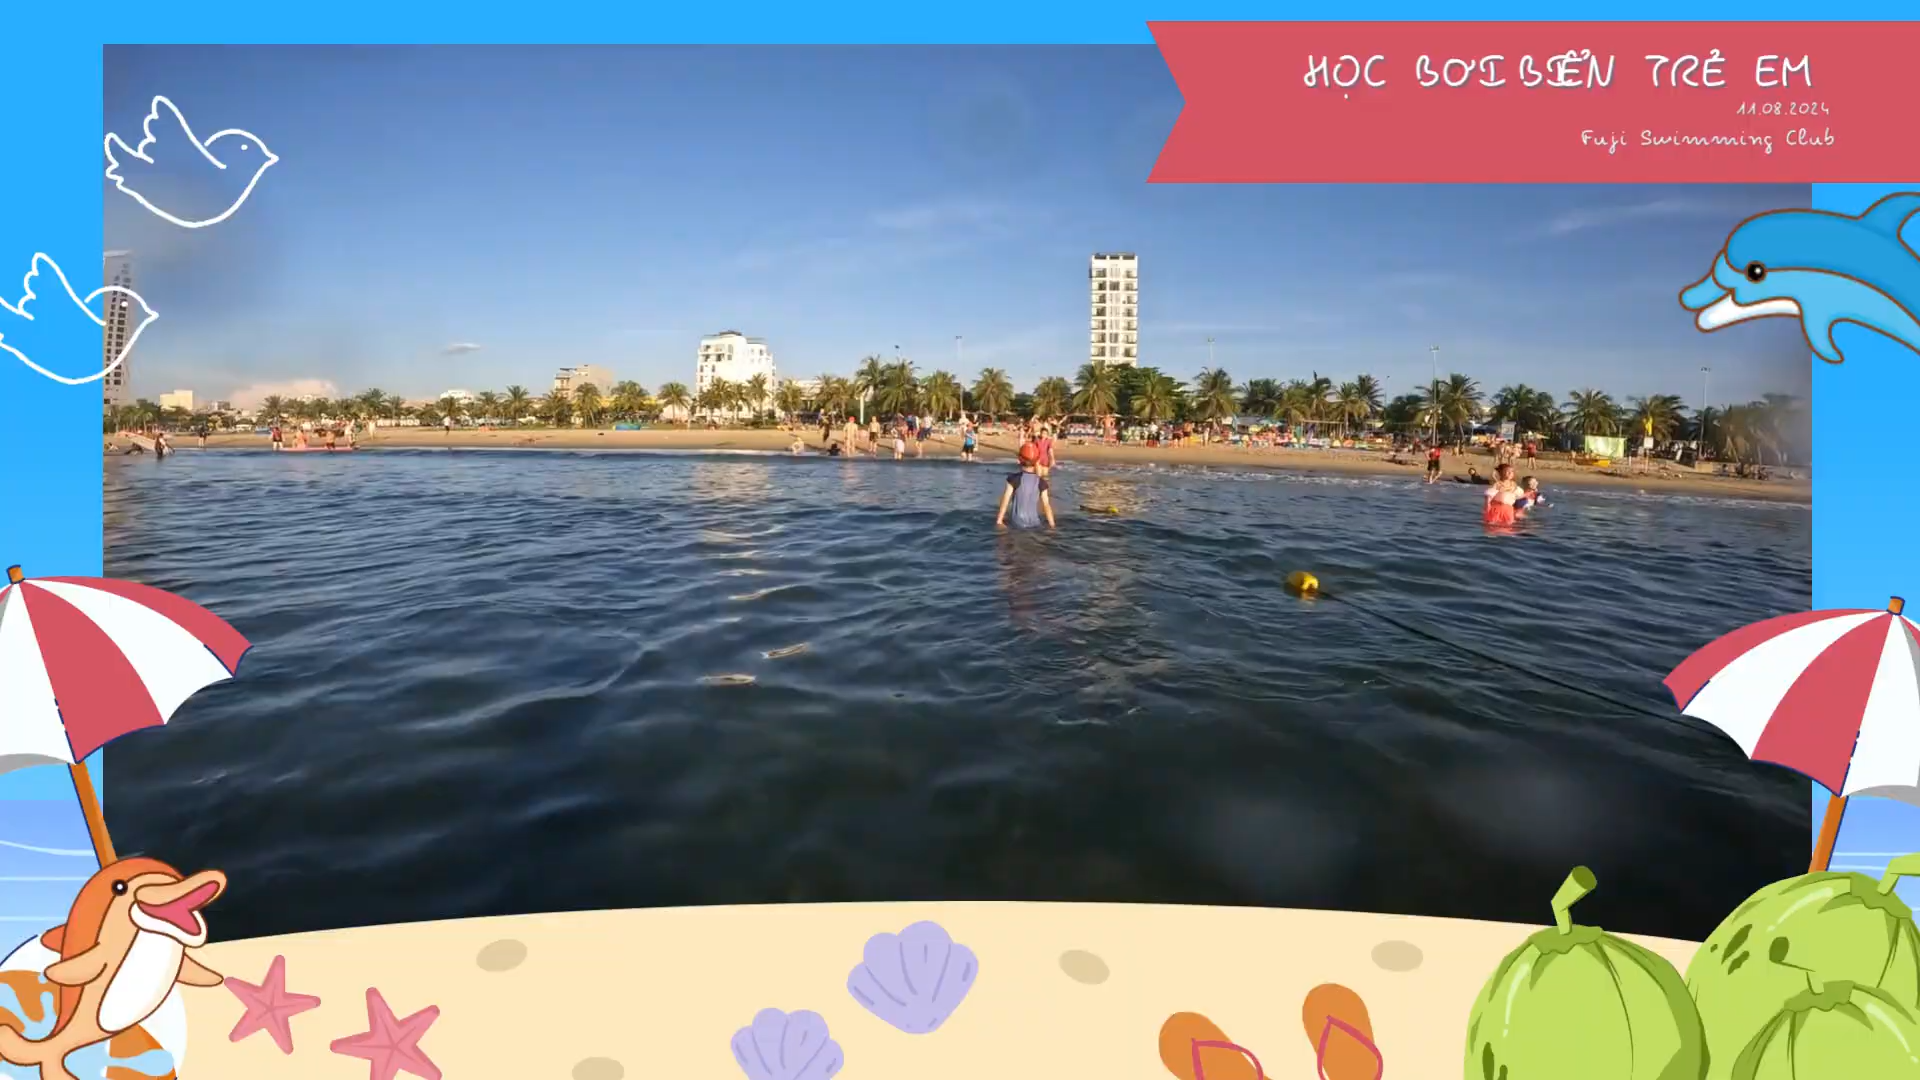 HỌC BƠI BIỂN TRẺ EM
11.08.2024
Fuji Swimming Club